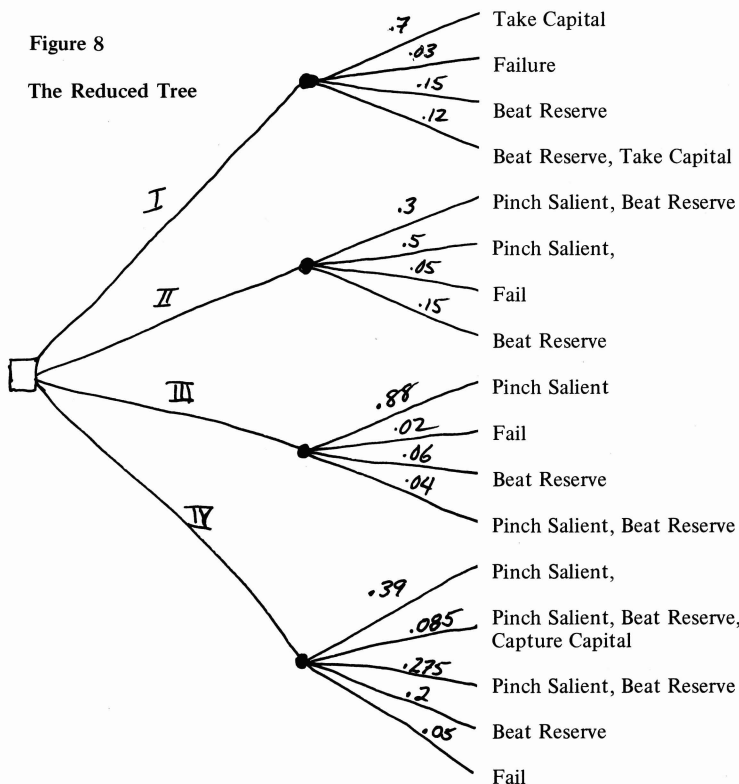 Figure 8
The Reduced Tree
I
.7 Take Capital
.03 Failure
.15 Beat Reserve
.12 Beat Reserve, Take Capital
II
.3 Pinch Salient, Beat Reserve
.5 Pinch Salient,
.05 Fail
.15 Beat Reserve
III
.88 Pinch Salient
.02 Fail
.06 Beat Reserve
.04 Pinch Salient, Beat Reserve
IV
.39 Pinch Salient,
.085 Pinch Salient, Beat Reserve,
Capture Capital
.275 Pinch Salient, Beat Reserve
.2 Beat Reserve
.05 Fail